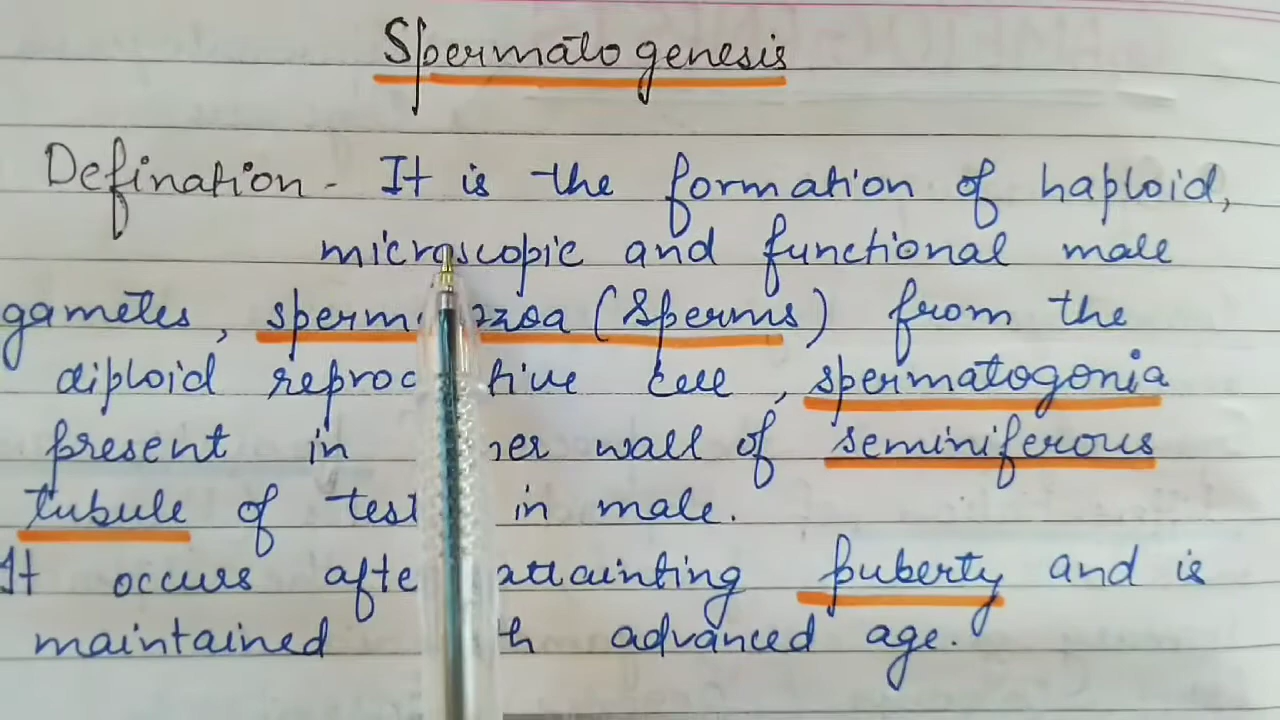 Spermatogenesis
Defination - It is the formation of haploid,
microscopic and functional male
gametes, (Sperms) from the
diploid cell, spermatogonia
present in wall of seminiferous
tubule of in male.
It occurs attainting puberty and is
maintained advanced age.